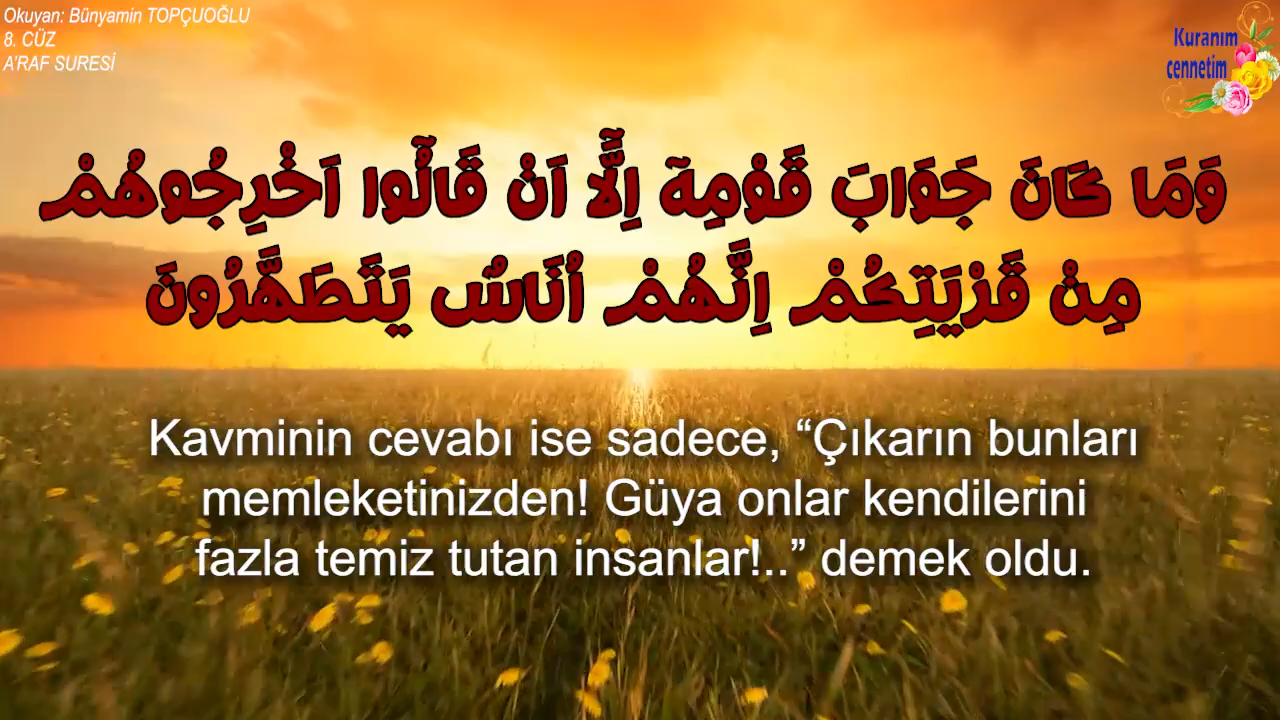 Okuyan: Bünyamin TOPÇUOĞLU
8. CÜZ
A'RAF SURESİ
Kuranım
cennetim
وَمَا كَانَ جَوَابَ قَوْمِهٓ اِلَّٓا اَنْ قَالُٓوا اَخْرِجُوهُمْ
مِنْ قَرْيَتِكُمْ اِنَّهُمْ اُنَاسٌ يَتَطَهَّرُونَ
Kavminin cevabı ise sadece, “Çıkarın bunları
memleketinizden! Güya onlar kendilerini
fazla temiz tutan insanlar!..” demek oldu.